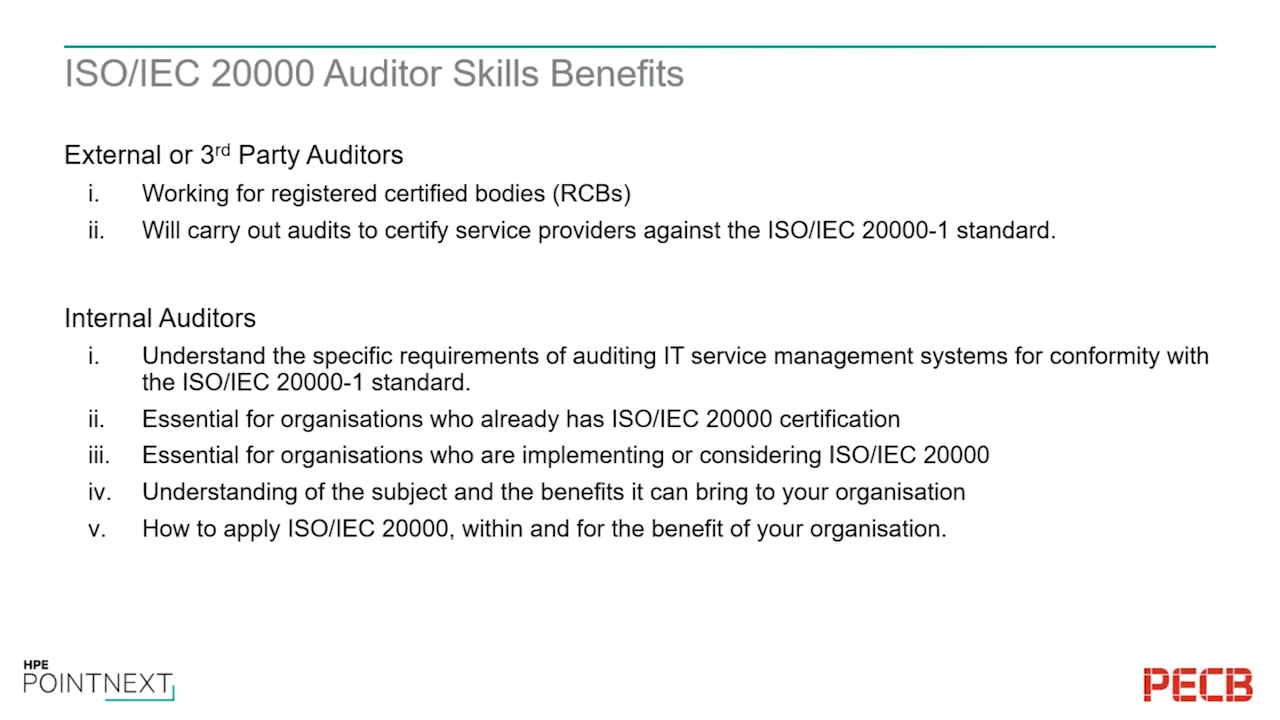 ISO/IEC 20000 Auditor Skills Benefits
External or 3rd Party Auditors
i. Working for registered certified bodies (RCBs)
ii. Will carry out audits to certify service providers against the ISO/IEC 20000-1 standard.
Internal Auditors
i. Understand the specific requirements of auditing IT service management systems for conformity with
the ISO/IEC 20000-1 standard.
ii. Essential for organisations who already has ISO/IEC 20000 certification
iii. Essential for organisations who are implementing or considering ISO/IEC 20000
iv. Understanding of the subject and the benefits it can bring to your organisation
v. How to apply ISO/IEC 20000, within and for the benefit of your organisation.
HPE
POINTNEXT
PECB